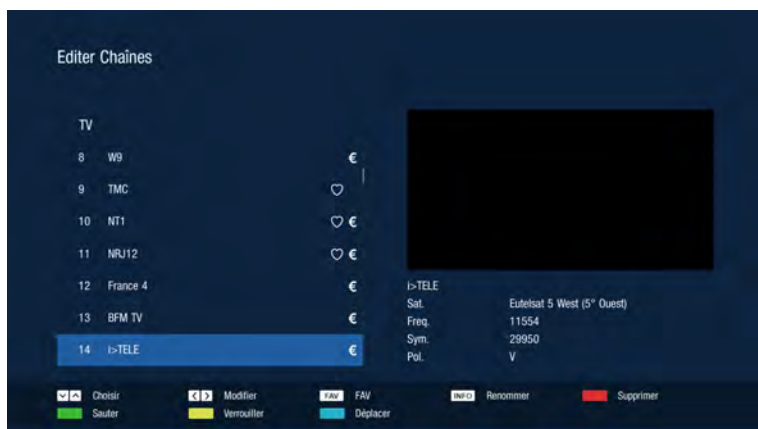 Editer Chaînes
TV
8 W9 €
9 TMC
10 NT1 €
11 NRJ12 €
12 France 4 €
13 BFM TV €
14 i>TELE €
i>TELE
Sat. Eutelsat 5 West (5° Ouest)
Freq. 11554
Sym. 29950
Pol. V
Choisir Modifier FAV FAV INFO Renommer Supprimer
Sauter Verrouiller Déplacer